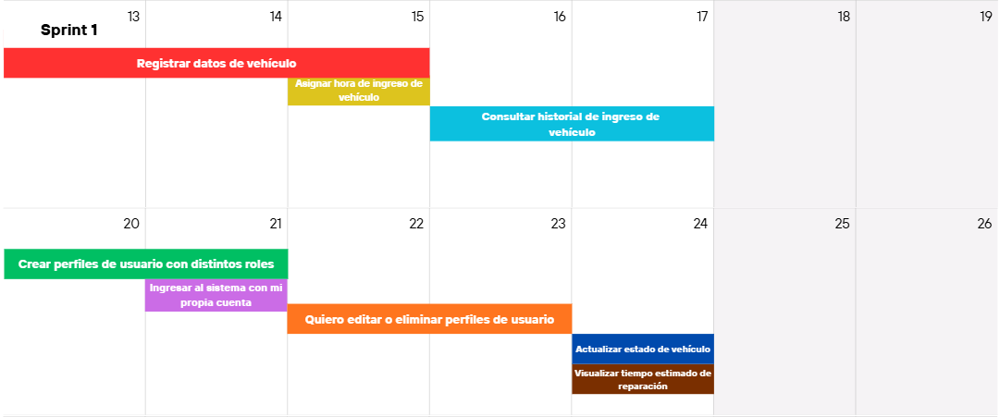 13
14
15
16
17
18
19
Sprint 1
Registrar datos de vehículo
Asignar hora de ingreso de
vehículo
Consultar historial de ingreso de
vehículo
20
21
22
23
24
25
26
Crear perfiles de usuario con distintos roles
Ingresar al sistema con mi
propia cuenta
Quiero editar o eliminar perfiles de usuario
Actualizar estado de vehículo
Visualizar tiempo estimado de
reparación